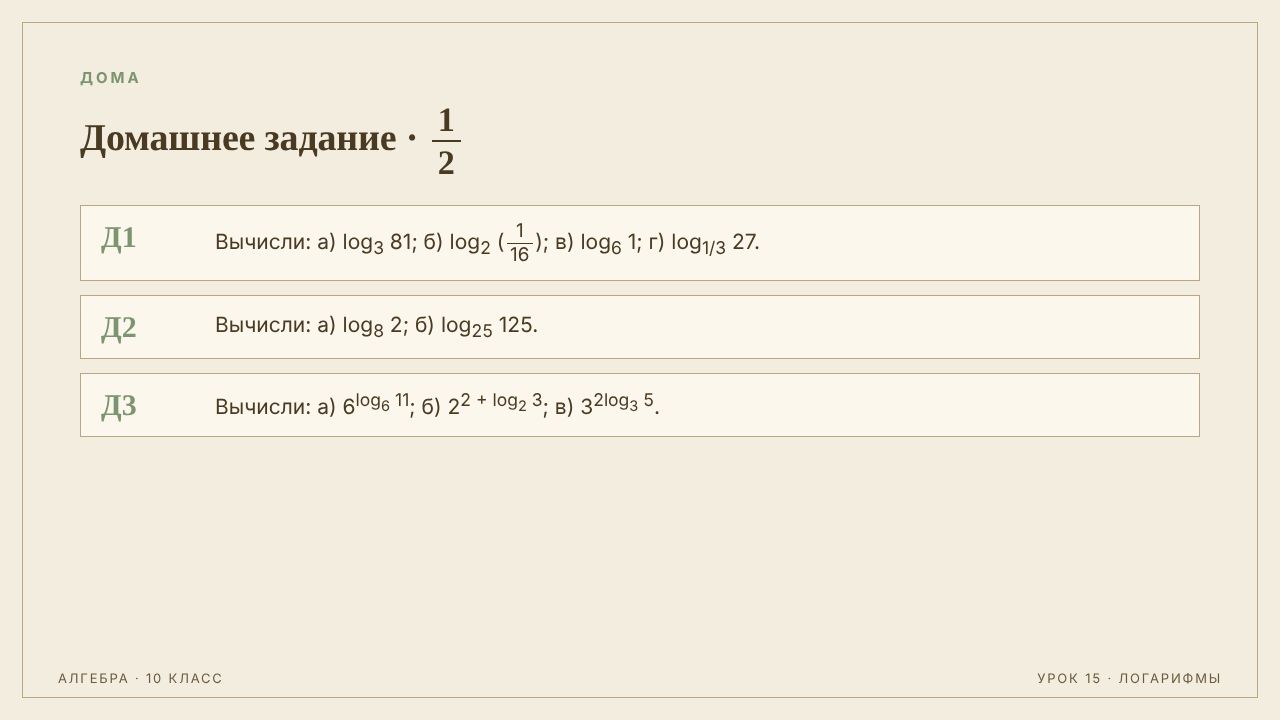 ДОМА
Домашнее задание · 1/2
Д1
Вычисли: а) log₃ 81; б) log₂ (1/16); в) log₆ 1; г) log₁/₃ 27.
Д2
Вычисли: а) log₈ 2; б) log₂₅ 125.
Д3
Вычисли: а) 6^(log₆ 11); б) 2^(2 + log₂ 3); в) 3^(2log₃ 5).
АЛГЕБРА · 10 КЛАСС
УРОК 15 · ЛОГАРИФМЫ